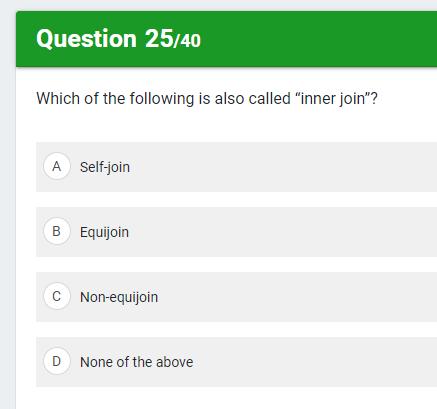 Question 25/40
Which of the following is also called “inner join”?
A Self-join
B Equijoin
C Non-equijoin
D None of the above